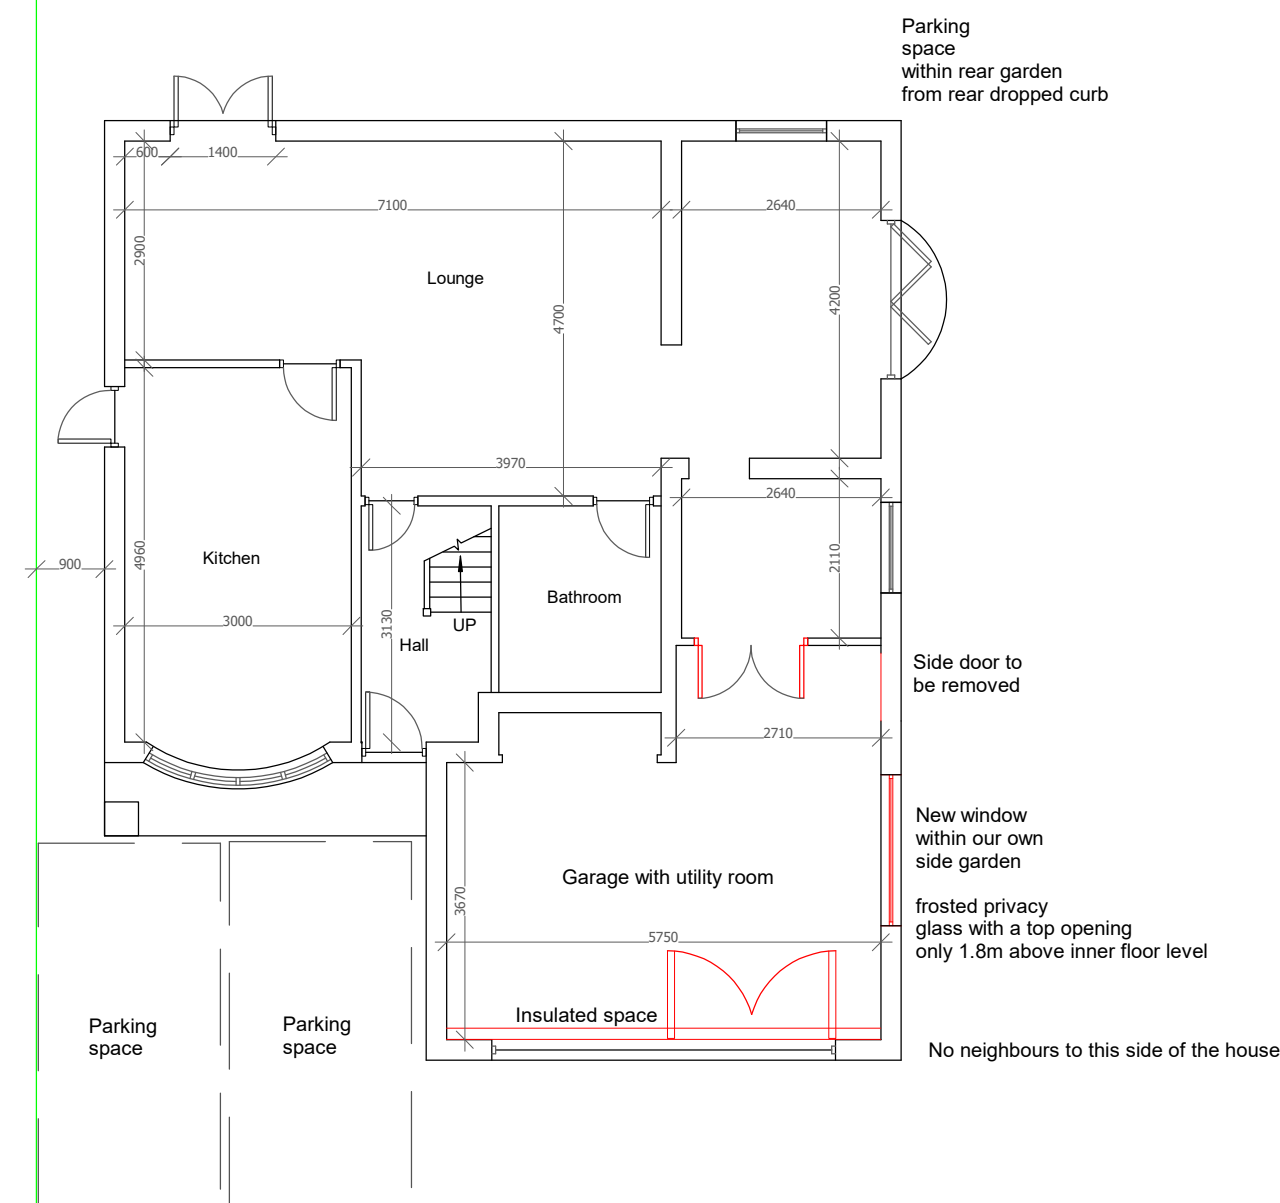 Parking
space
within rear garden
from rear dropped curb
600
1400
7100
2640
2900
Lounge
4700
4200
3970
2640
900
4960
Kitchen
3000
3130
Hall
UP
Bathroom
2110
Side door to
be removed
2710
New window
within our own
side garden
frosted privacy
glass with a top opening
only 1.8m above inner floor level
Garage with utility room
3670
5750
Insulated space
Parking
space
Parking
space
No neighbours to this side of the house